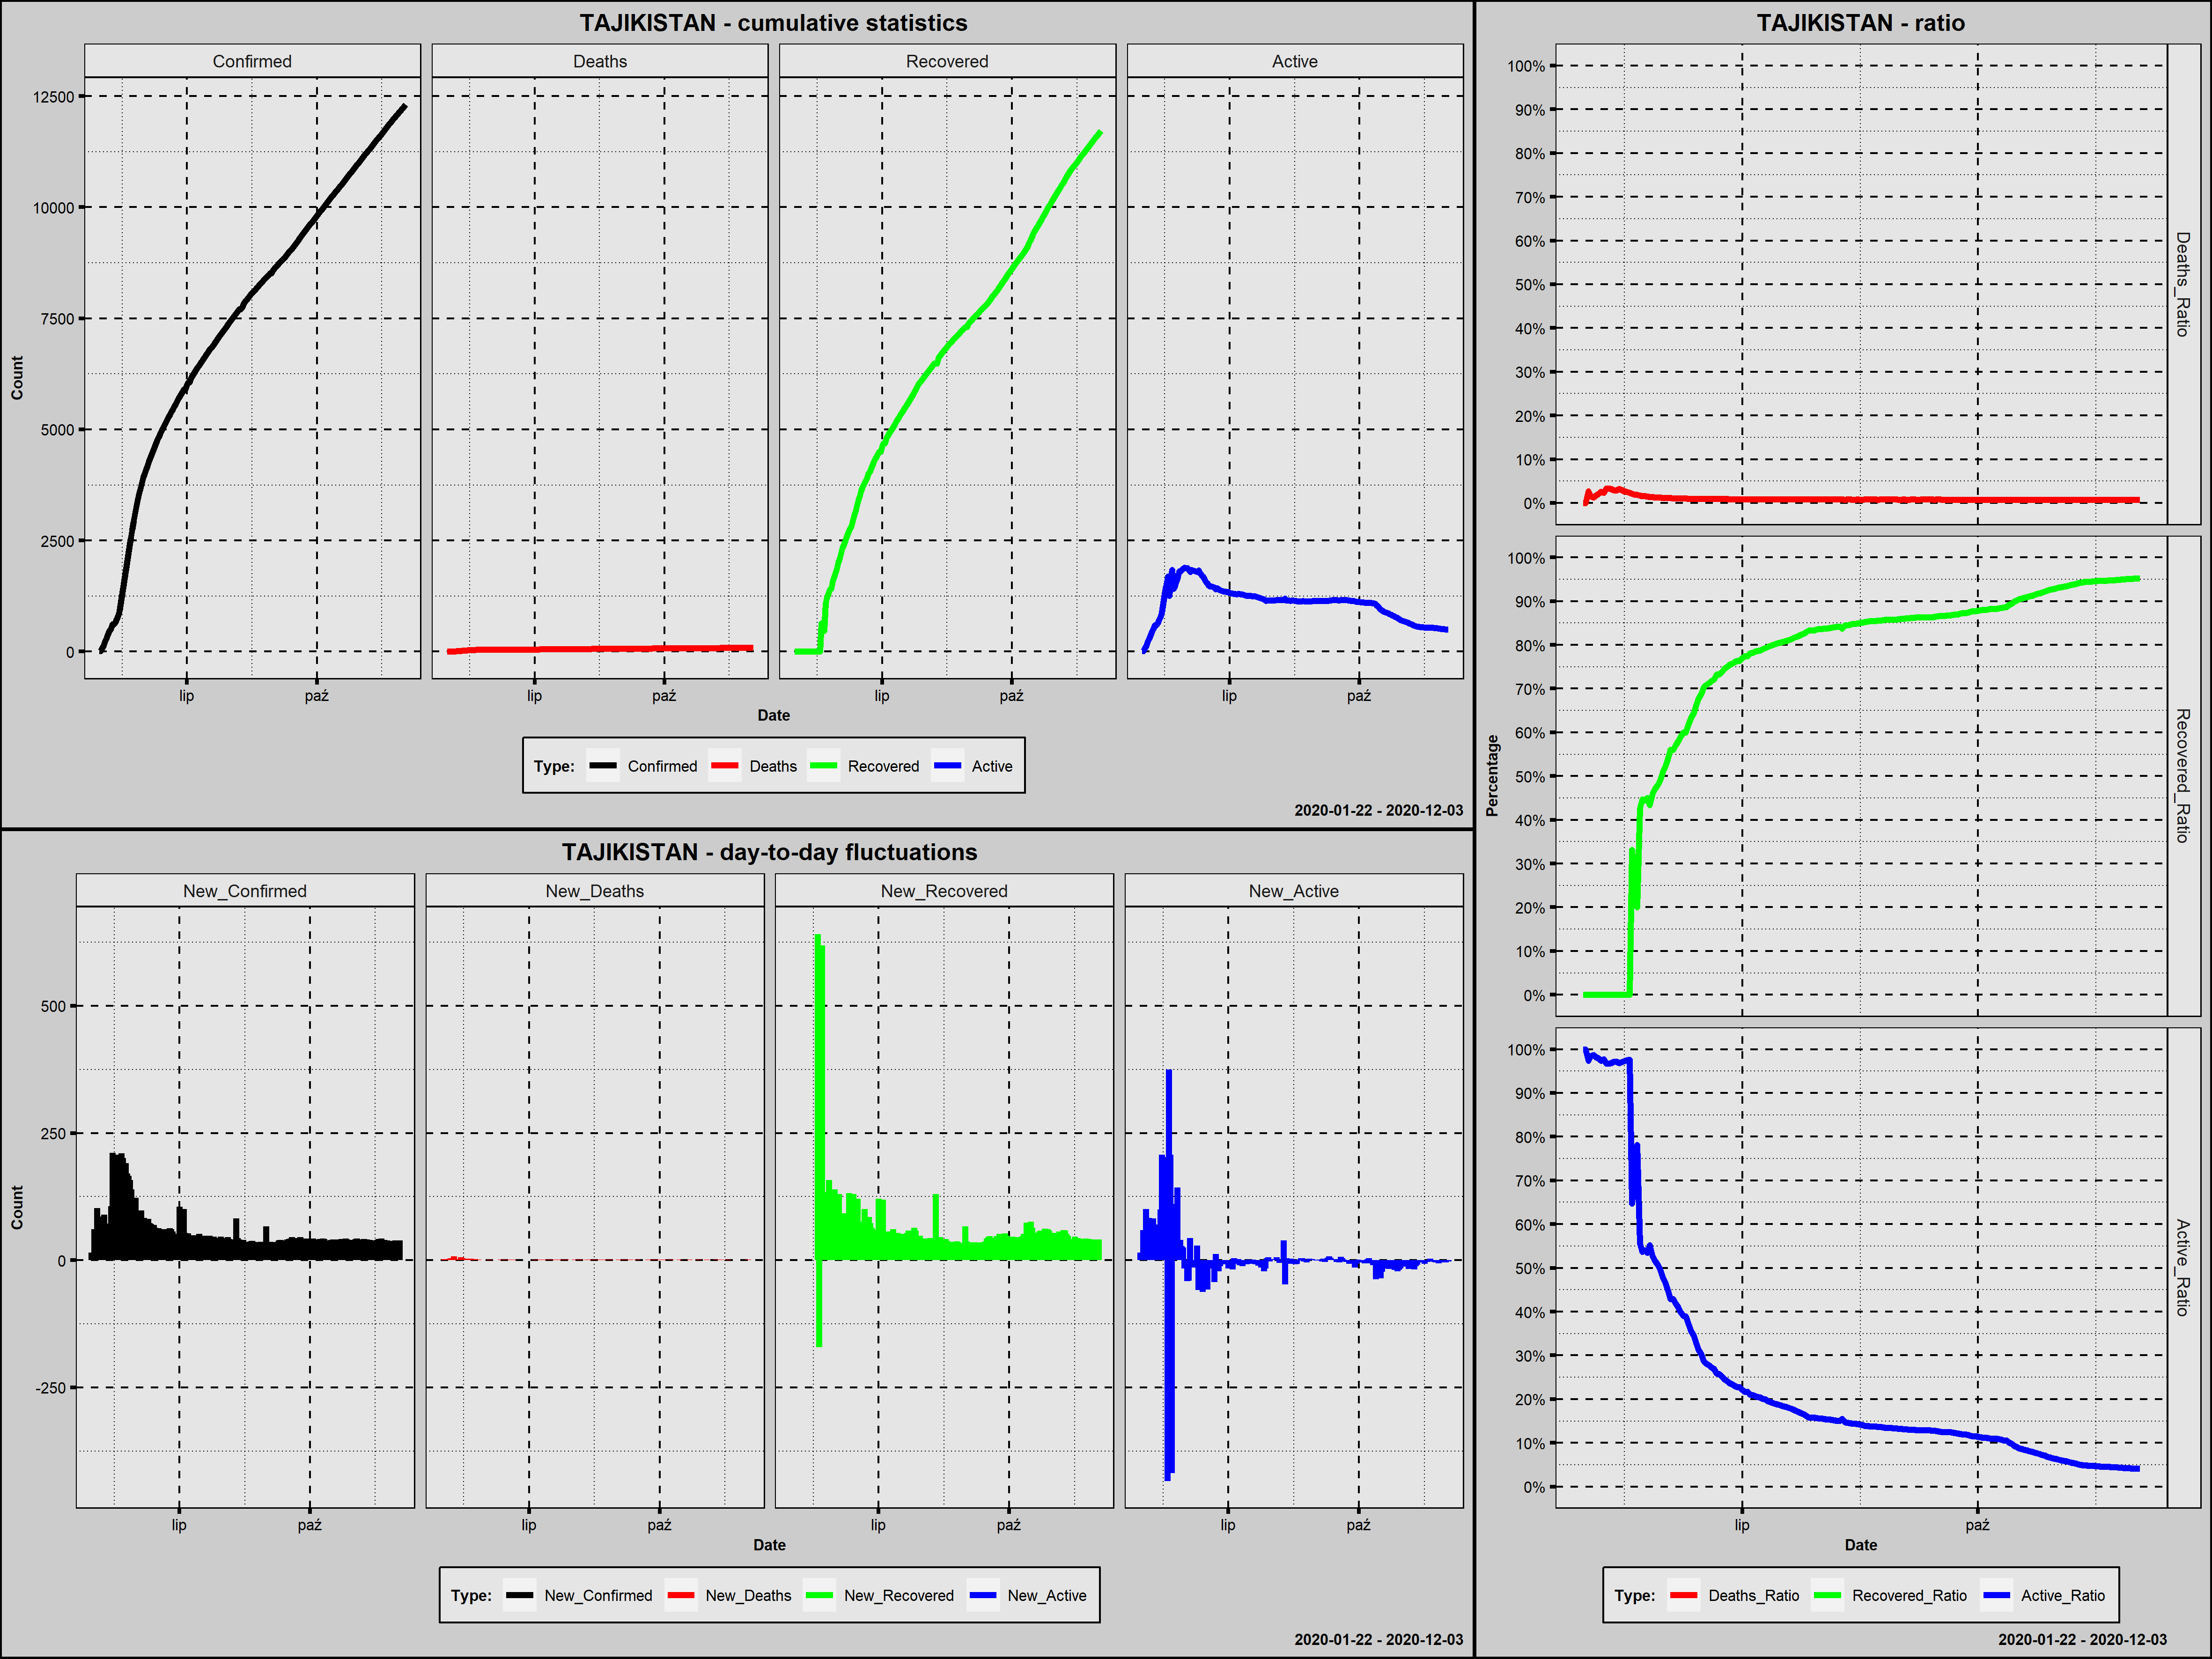 TAJIKISTAN - cumulative statistics
Confirmed Deaths Recovered Active
12500
10000
7500
5000
2500
0
Count
lip paź lip paź lip paź lip paź
Date
Type: Confirmed Deaths Recovered Active
2020-01-22 - 2020-12-03
TAJIKISTAN - day-to-day fluctuations
New_Confirmed New_Deaths New_Recovered New_Active
500
250
0
-250
Count
lip paź lip paź lip paź lip paź
Date
Type: New_Confirmed New_Deaths New_Recovered New_Active
2020-01-22 - 2020-12-03
TAJIKISTAN - ratio
100%
90%
80%
70%
60%
50%
40%
30%
20%
10%
0%
Deaths_Ratio
100%
90%
80%
70%
60%
50%
40%
30%
20%
10%
0%
Recovered_Ratio
100%
90%
80%
70%
60%
50%
40%
30%
20%
10%
0%
Active_Ratio
Percentage
lip paź
Date
Type: Deaths_Ratio Recovered_Ratio Active_Ratio
2020-01-22 - 2020-12-03